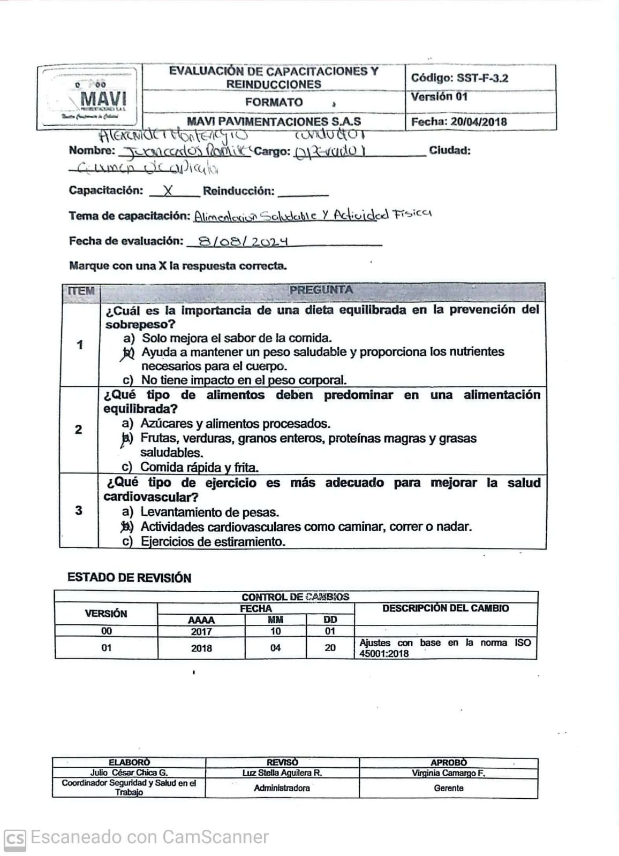 EVALUACIÓN DE CAPACITACIONES Y REINDUCCIONES
Código: SST-F-3.2
FORMATO
Versión 01
MAVI
PAVIMENTACIONES S.A.S
MAVI PAVIMENTACIONES S.A.S
Fecha: 20/04/2018
conductor
Nombre: Juancarlos Cargo: Operador Ciudad:
Carmen de apicala
Capacitación: X Reinducción:
Tema de capacitación: Alimentacion Saludable Y Actividad Fisica
Fecha de evaluación: 8/08/2024
Marque con una X la respuesta correcta.
ITEM PREGUNTA
1
¿Cuál es la importancia de una dieta equilibrada en la prevención del
sobrepeso?
a) Solo mejora el sabor de la comida.
b) Ayuda a mantener un peso saludable y proporciona los nutrientes
necesarios para el cuerpo.
c) No tiene impacto en el peso corporal.
2
¿Qué tipo de alimentos deben predominar en una alimentación
equilibrada?
a) Azúcares y alimentos procesados.
b) Frutas, verduras, granos enteros, proteínas magras y grasas
saludables.
c) Comida rápida y frita.
3
¿Qué tipo de ejercicio es más adecuado para mejorar la salud
cardiovascular?
a) Levantamiento de pesas.
b) Actividades cardiovasculares como caminar, correr o nadar.
c) Ejercicios de estiramiento.
ESTADO DE REVISIÓN
CONTROL DE CAMBIOS
VERSIÓN FECHA DESCRIPCIÓN DEL CAMBIO
AAAA MM DD
00 2017 10 01
01 2018 04 20 Ajustes con base en la norma ISO
45001:2018
ELABORÓ REVISÓ APROBÓ
Julio César Chica G. Luz Stella Aguilera R. Virginia Camargo F.
Coordinador Seguridad y Salud en el
Trabajo
Administradora Gerente
CS Escaneado con CamScanner